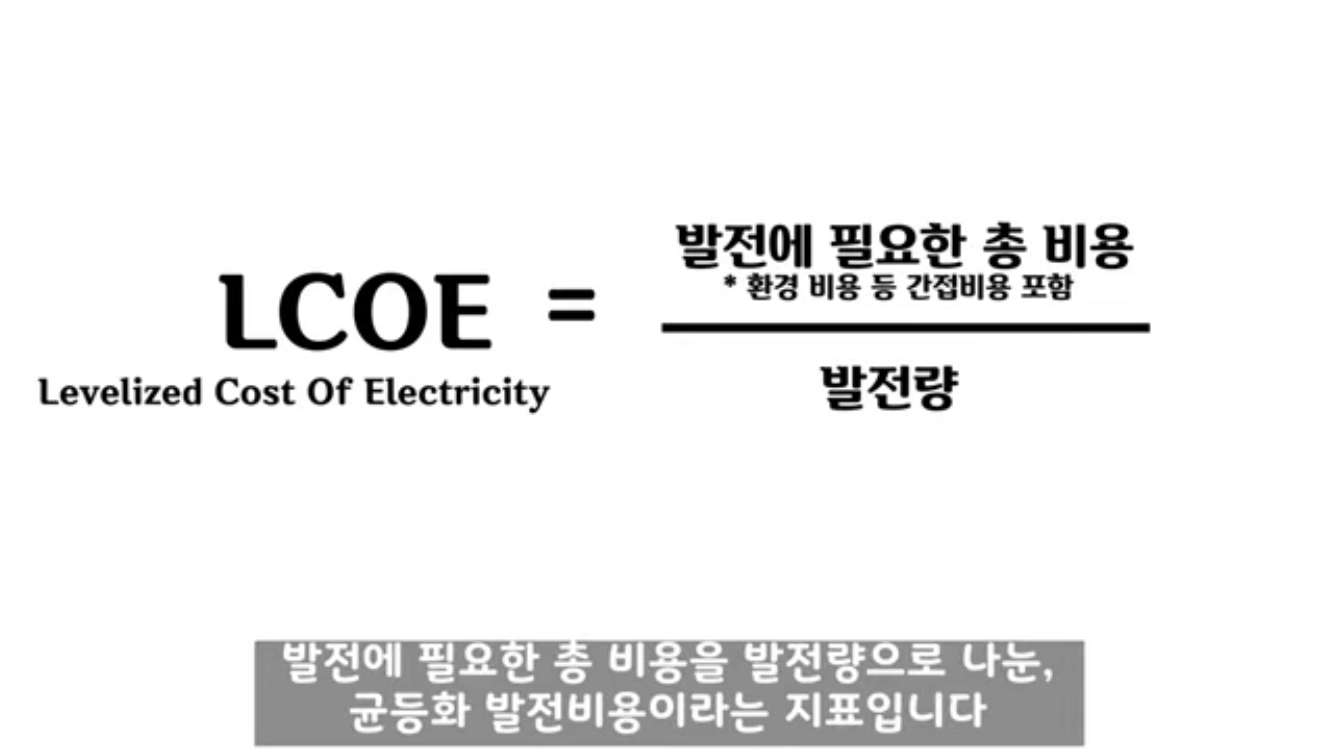 발전에 필요한 총 비용
* 환경 비용 등 간접비용 포함
LCOE =
발전량
Levelized Cost Of Electricity
발전에 필요한 총 비용을 발전량으로 나눈,
균등화 발전비용이라는 지표입니다